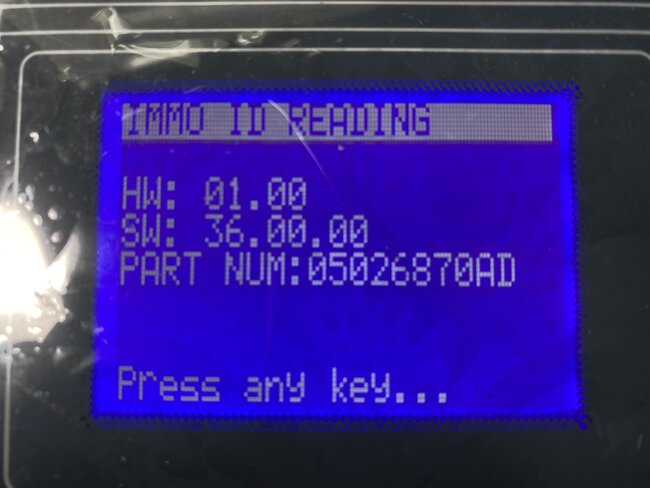 IMMO ID READING
HW: 01.00
SW: 36.00.00
PART NUM:05026870AD
Press any key...